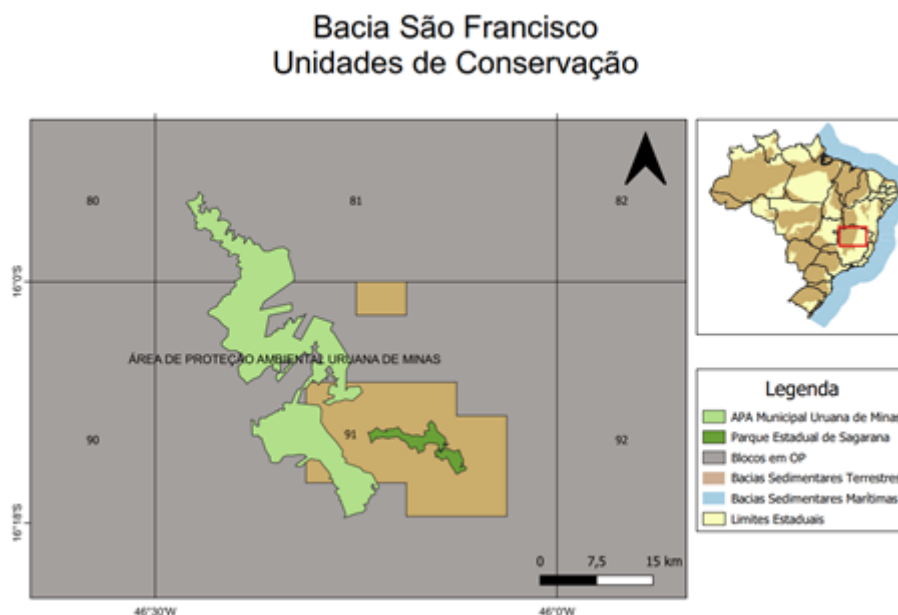 Bacia São Francisco
Unidades de Conservação
80
81
82
16°0'S
ÁREA DE PROTEÇÃO AMBIENTAL URUANA DE MINAS
90
91
92
16°18'S
0 7,5 15 km
46°30'W
46°0'W
Legenda
APA Municipal Uruana de Minas
Parque Estadual de Sagarana
Blocos em OP
Bacias Sedimentares Terrestres
Bacias Sedimentares Marítimas
Limites Estaduais